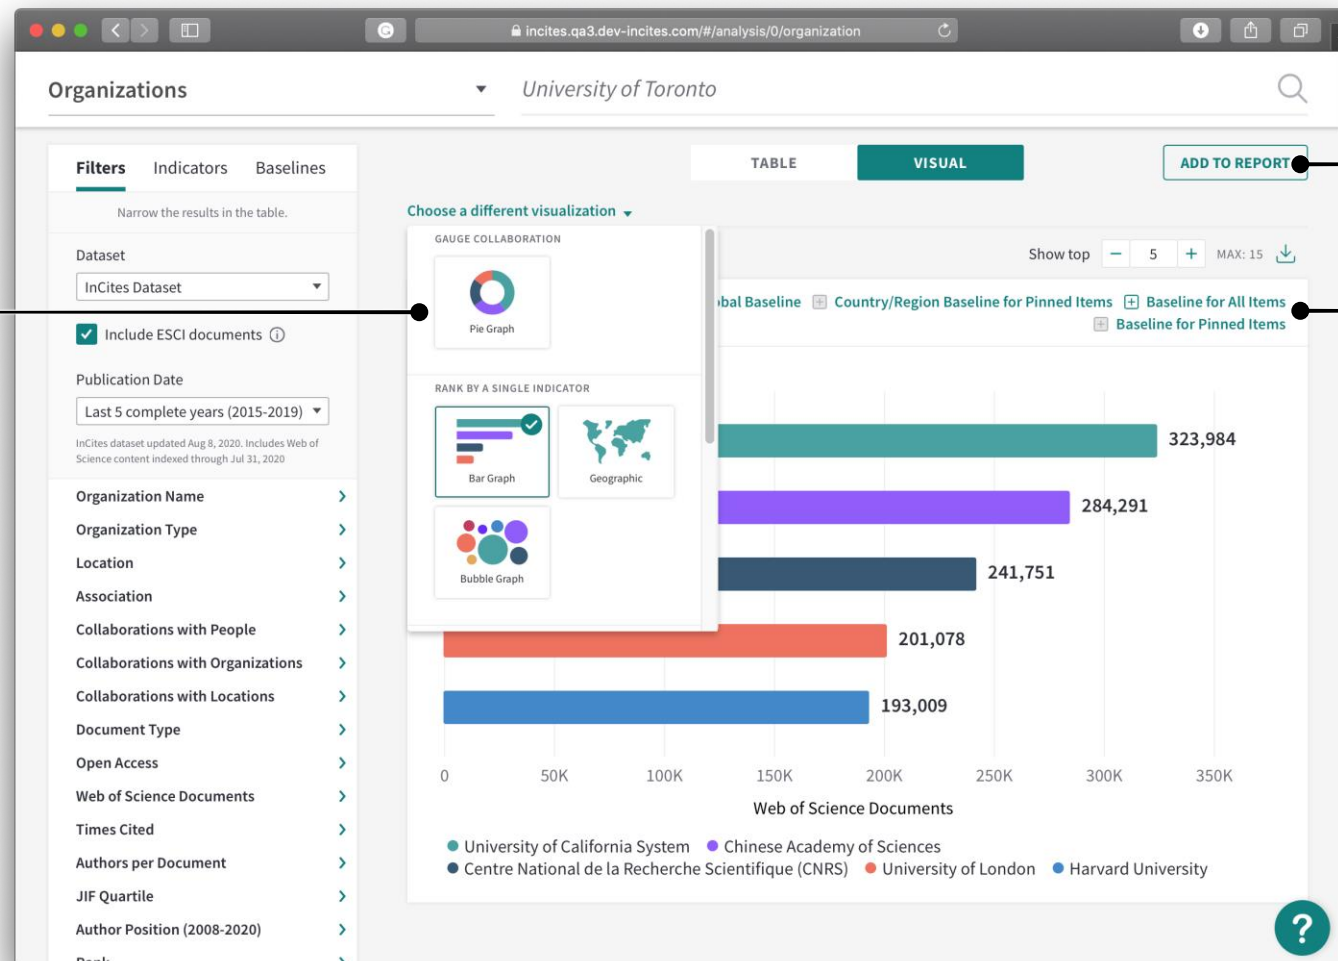 incites.qa3.dev-incites.com/#/analysis/0/organization
Organizations
University of Toronto
Filters Indicators Baselines
Narrow the results in the table.
Dataset
InCites Dataset
Include ESCI documents
Publication Date
Last 5 complete years (2015-2019)
InCites dataset updated Aug 8, 2020. Includes Web of
Science content indexed through Jul 31, 2020
Organization Name
Organization Type
Location
Association
Collaborations with People
Collaborations with Organizations
Collaborations with Locations
Document Type
Open Access
Web of Science Documents
Times Cited
Authors per Document
JIF Quartile
Author Position (2008-2020)
TABLE VISUAL
ADD TO REPORT
Choose a different visualization
GAUGE COLLABORATION
Pie Graph
RANK BY A SINGLE INDICATOR
Bar Graph Geographic
Bubble Graph
Show top − 5 + MAX: 15
Baseline Country/Region Baseline for Pinned Items Baseline for All Items
Baseline for Pinned Items
323,984
284,291
241,751
201,078
193,009
0 50K 100K 150K 200K 250K 300K 350K
Web of Science Documents
University of California System Chinese Academy of Sciences
Centre National de la Recherche Scientifique (CNRS) University of London Harvard University
?